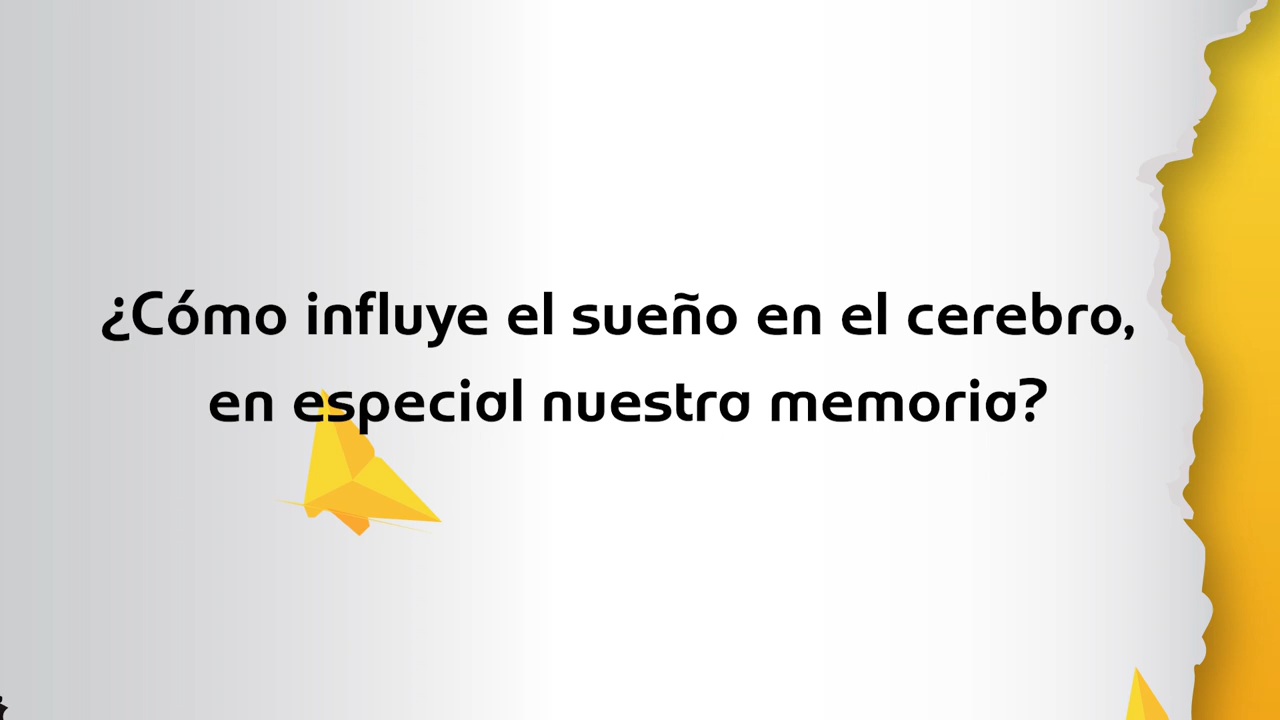 ¿Cómo influye el sueño en el cerebro,
en especial nuestra memoria?